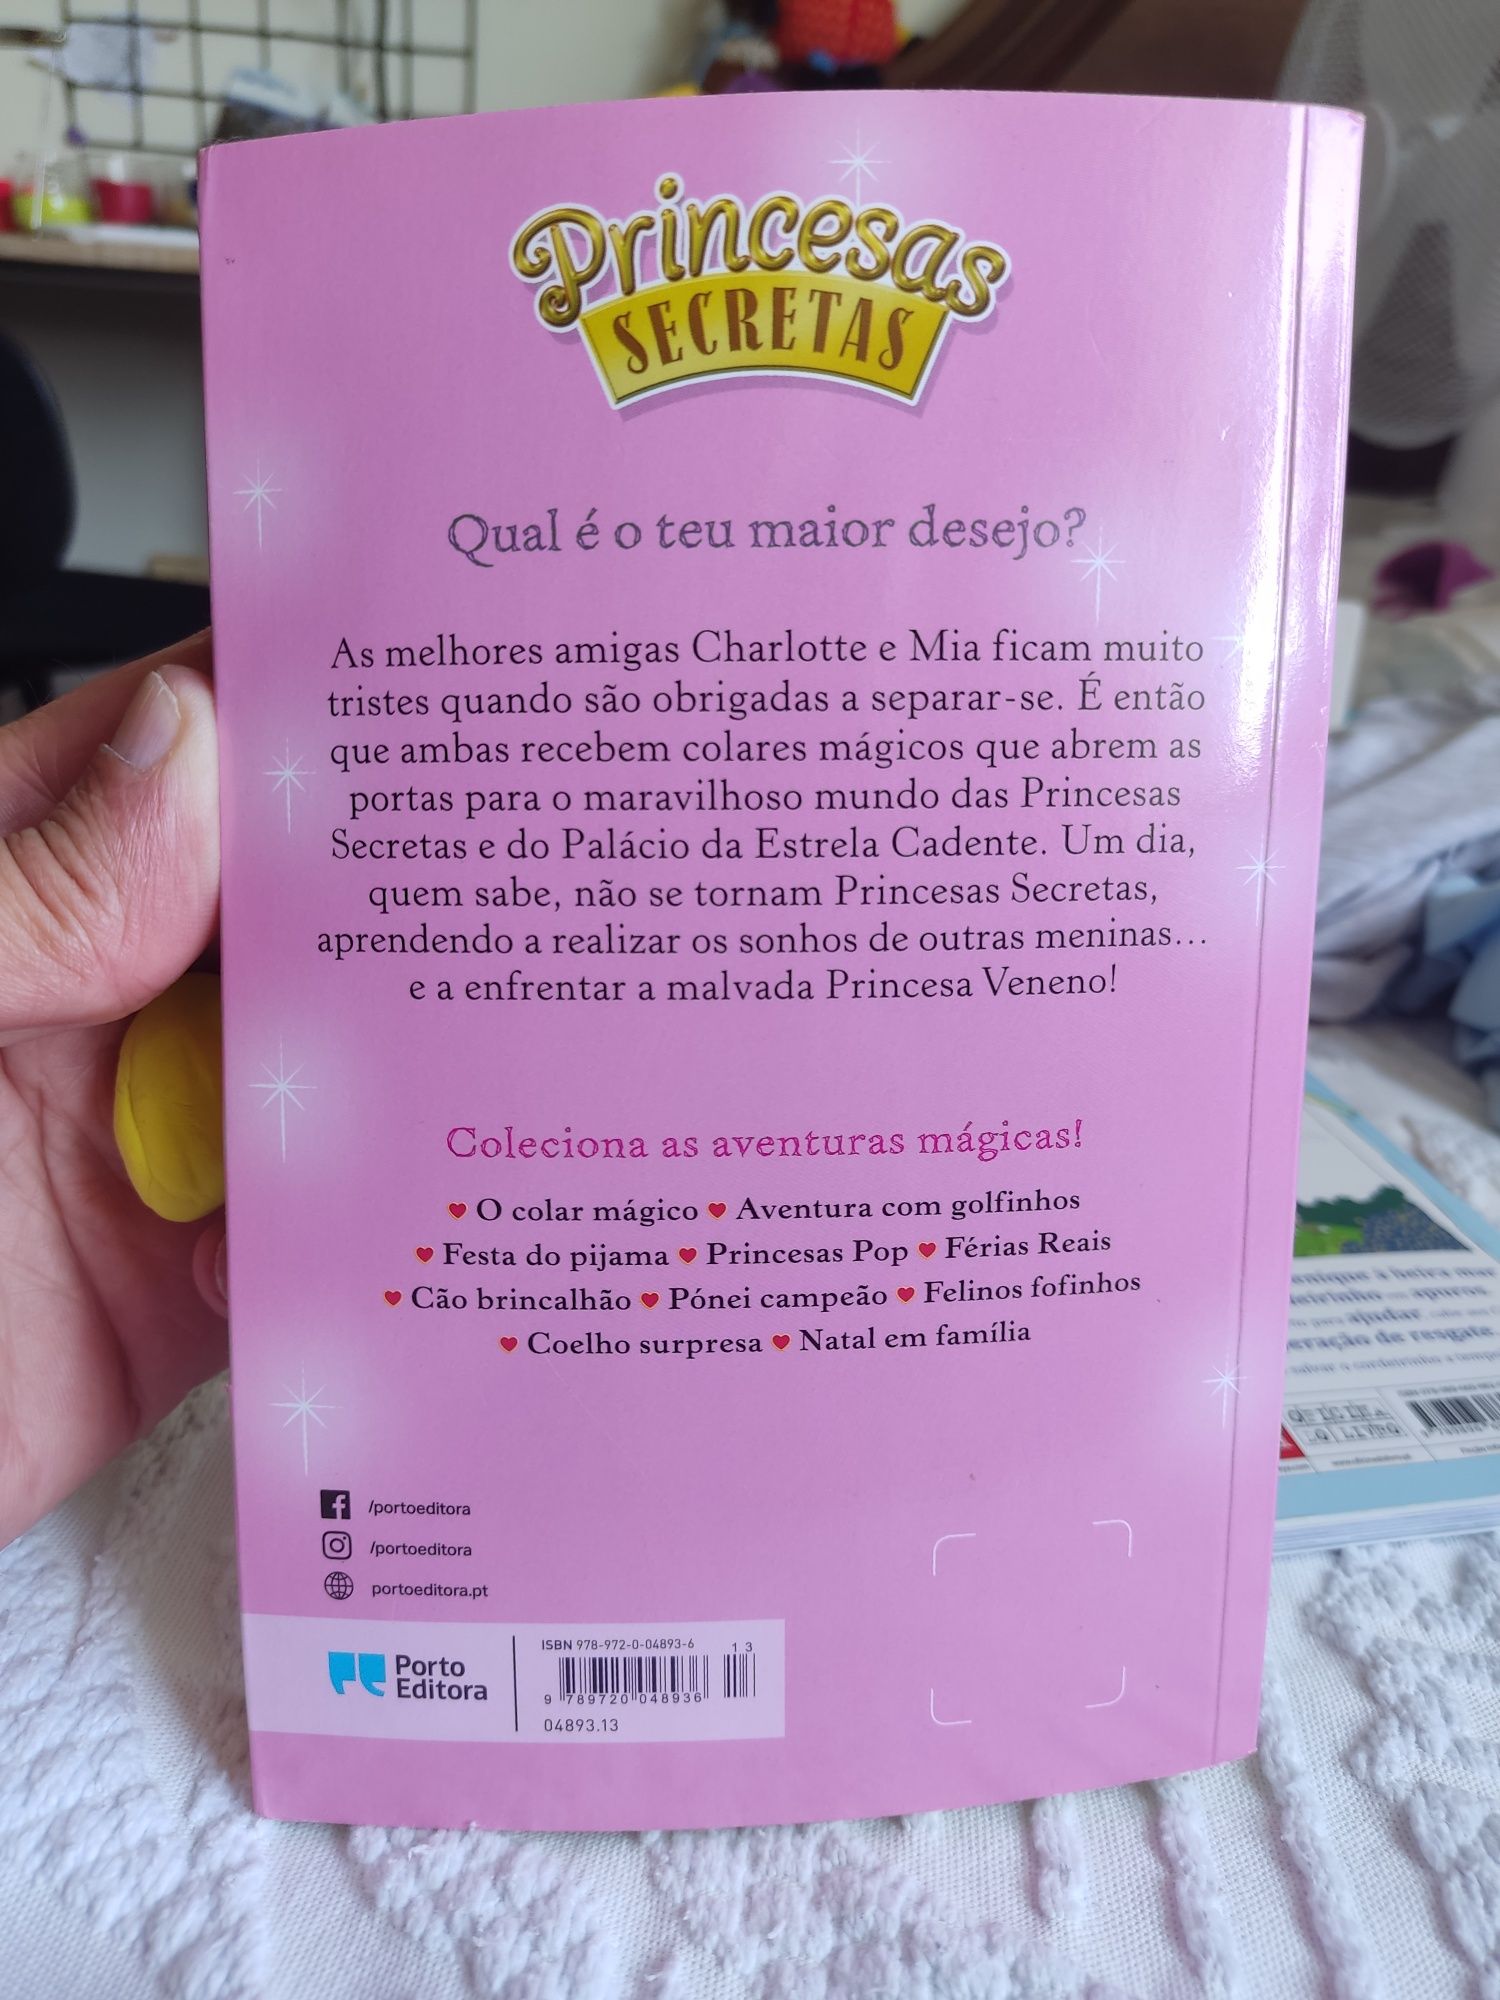 Princesas
SECRETAS
Qual é o teu maior desejo?
As melhores amigas Charlotte e Mia ficam muito
tristes quando são obrigadas a separar-se. É então
que ambas recebem colares mágicos que abrem as
portas para o maravilhoso mundo das Princesas
Secretas e do Palácio da Estrela Cadente. Um dia,
quem sabe, não se tornam Princesas Secretas,
aprendendo a realizar os sonhos de outras meninas...
e a enfrentar a malvada Princesa Veneno!
Coleciona as aventuras mágicas!
O colar mágico Aventura com golfinhos
Festa do pijama Princesas Pop Férias Reais
Cão brincalhão Pónei campeão Felinos fofinhos
Coelho surpresa Natal em família
/portoeditora
/portoeditora
portoeditora.pt
Porto
Editora
ISBN 978-972-0-04893-6
13
9 789720 048936
04893.13
ajudar
eração de resgate.